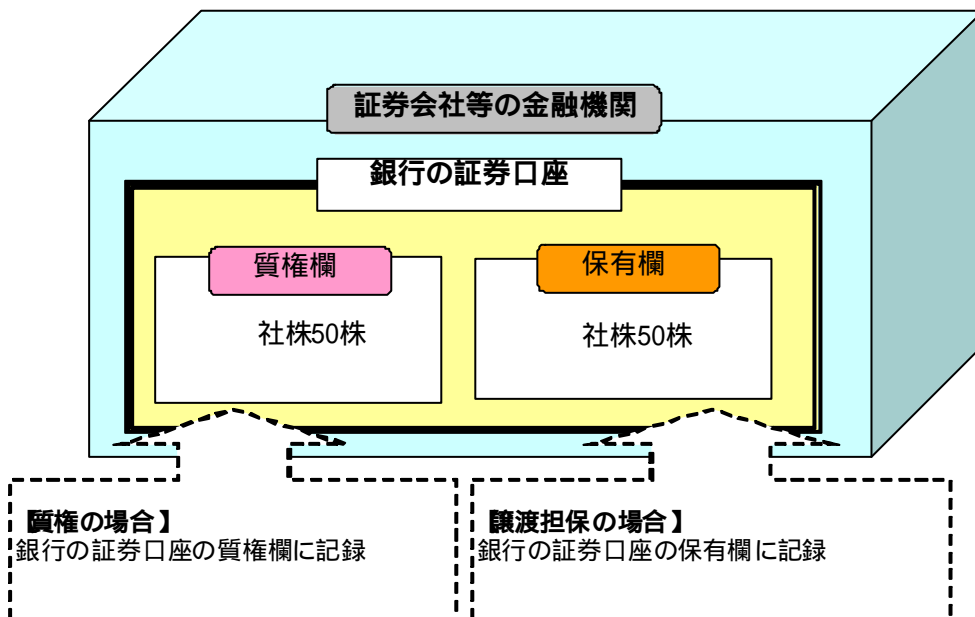 証券会社等の金融機関
銀行の証券口座
質権欄
保有欄
社株50株
社株50株
【質権の場合】
銀行の証券口座の質権欄に記録
【譲渡担保の場合】
銀行の証券口座の保有欄に記録